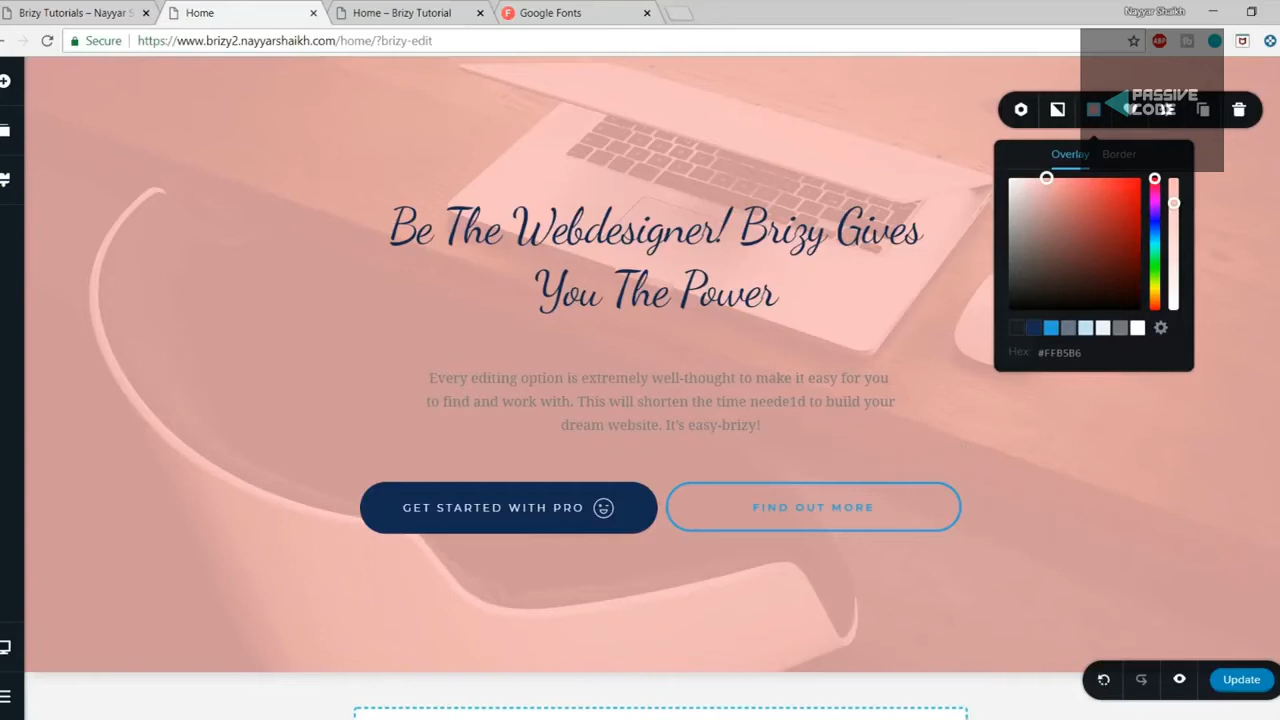 Brizy Tutorials – Nayyar S
Home
Home – Brizy Tutorial
Google Fonts
Nayyar Shaikh
Secure
https://www.brizy2.nayyarshaikh.com/home/?brizy-edit
ABP
PASSIVE
CODE
Overlay
Border
Hex:
#FFB5B6
Be The Webdesigner! Brizy Gives
You The Power
Every editing option is extremely well-thought to make it easy for you
to find and work with. This will shorten the time neede1d to build your
dream website. It's easy-brizy!
GET STARTED WITH PRO
FIND OUT MORE
Update